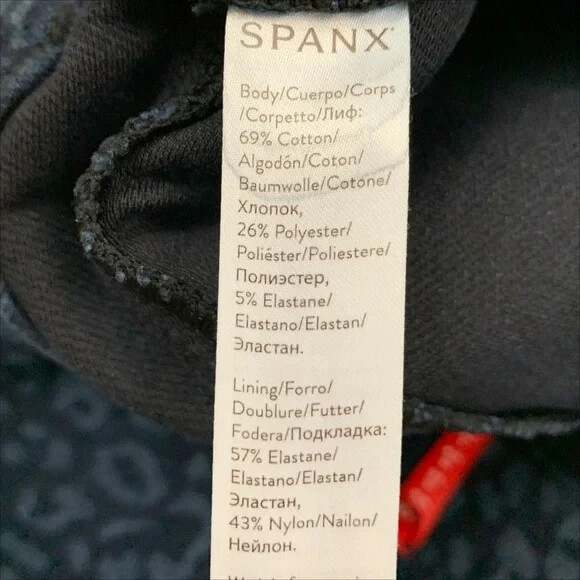 SPANX®
Body/Cuerpo/Corps
/Corpetto/Лиф:
69% Cotton/
Algodón/Coton/
Baumwolle/Cotone/
Хлопок,
26% Polyester/
Poliéster/Poliestere/
Полиэстер,
5% Elastane/
Elastano/Elastan/
Эластан.
Lining/Forro/
Doublure/Futter/
Fodera/Подкладка:
57% Elastane/
Elastano/Elastan/
Эластан,
43% Nylon/Nailon/
Нейлон.